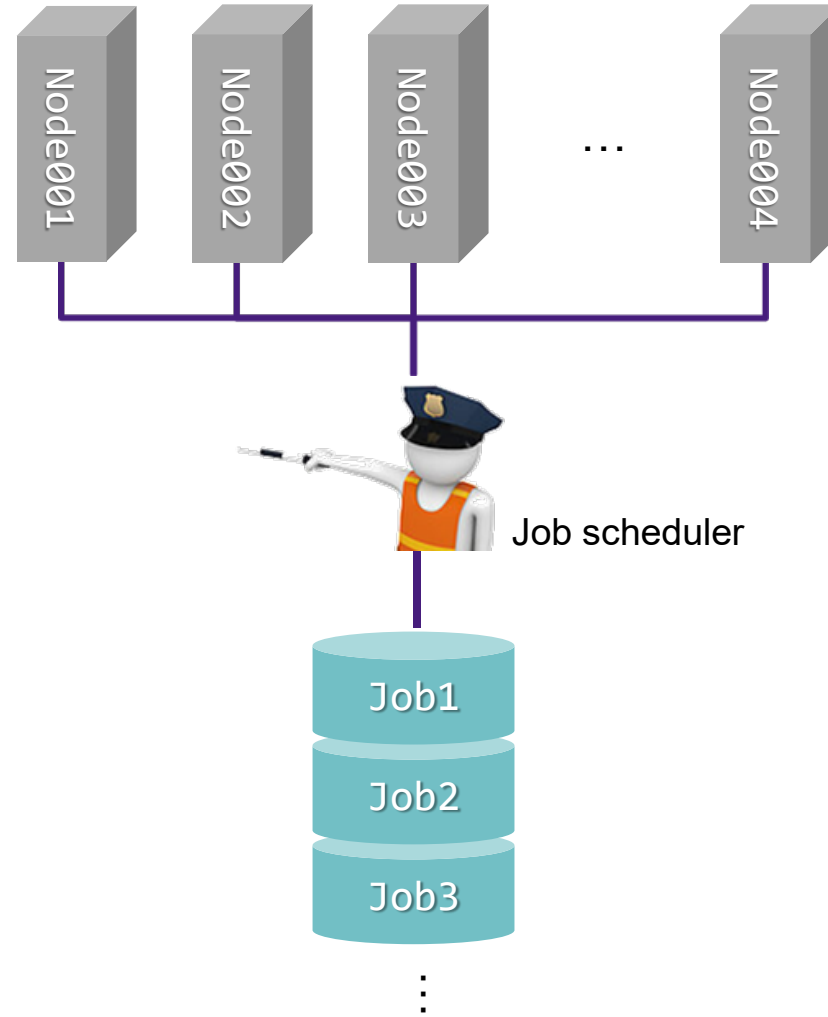 Node001
Node002
Node003
...
Node004
Job scheduler
Job1
Job2
Job3
⋮